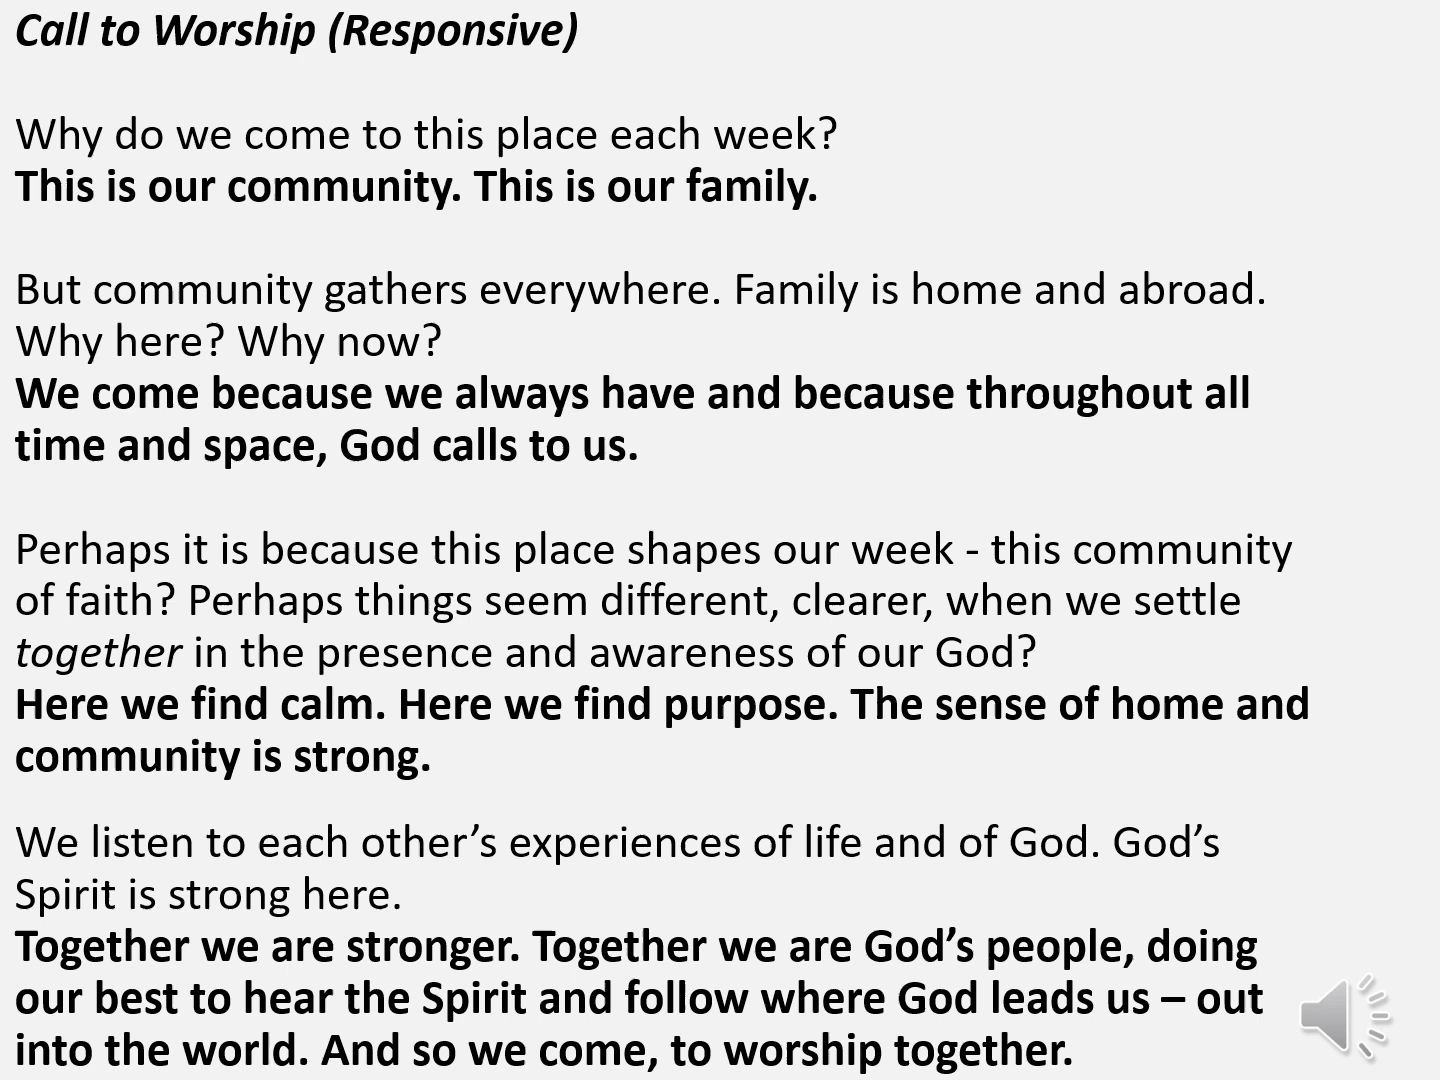 Call to Worship (Responsive)
Why do we come to this place each week?
This is our community. This is our family.
But community gathers everywhere. Family is home and abroad.
Why here? Why now?
We come because we always have and because throughout all
time and space, God calls to us.
Perhaps it is because this place shapes our week - this community
of faith? Perhaps things seem different, clearer, when we settle
together in the presence and awareness of our God?
Here we find calm. Here we find purpose. The sense of home and
community is strong.
We listen to each other’s experiences of life and of God. God’s
Spirit is strong here.
Together we are stronger. Together we are God’s people, doing
our best to hear the Spirit and follow where God leads us – out
into the world. And so we come, to worship together.